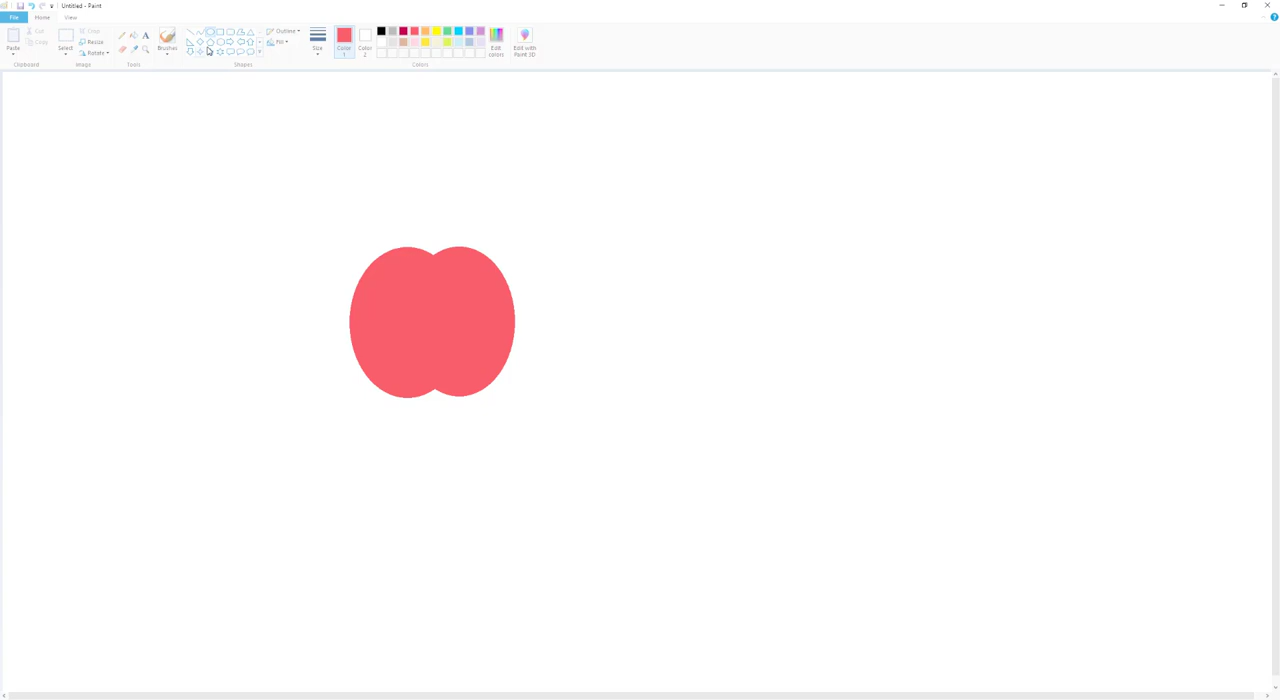 Untitled - Paint
File Home View
Paste Cut Copy
Clipboard
Select Crop Resize Rotate
Image
Tools
Brushes
Outline Fill
Shapes
Size
Color 1
Color 2
Edit colors
Edit with Paint 3D
Colors